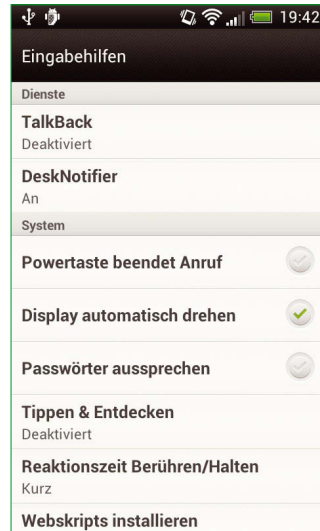 19:42
Eingabehilfen
Dienste
TalkBack
Deaktiviert
DeskNotifier
An
System
Powertaste beendet Anruf
Display automatisch drehen
Passwörter aussprechen
Tippen & Entdecken
Deaktiviert
Reaktionszeit Berühren/Halten
Kurz
Webskripts installieren